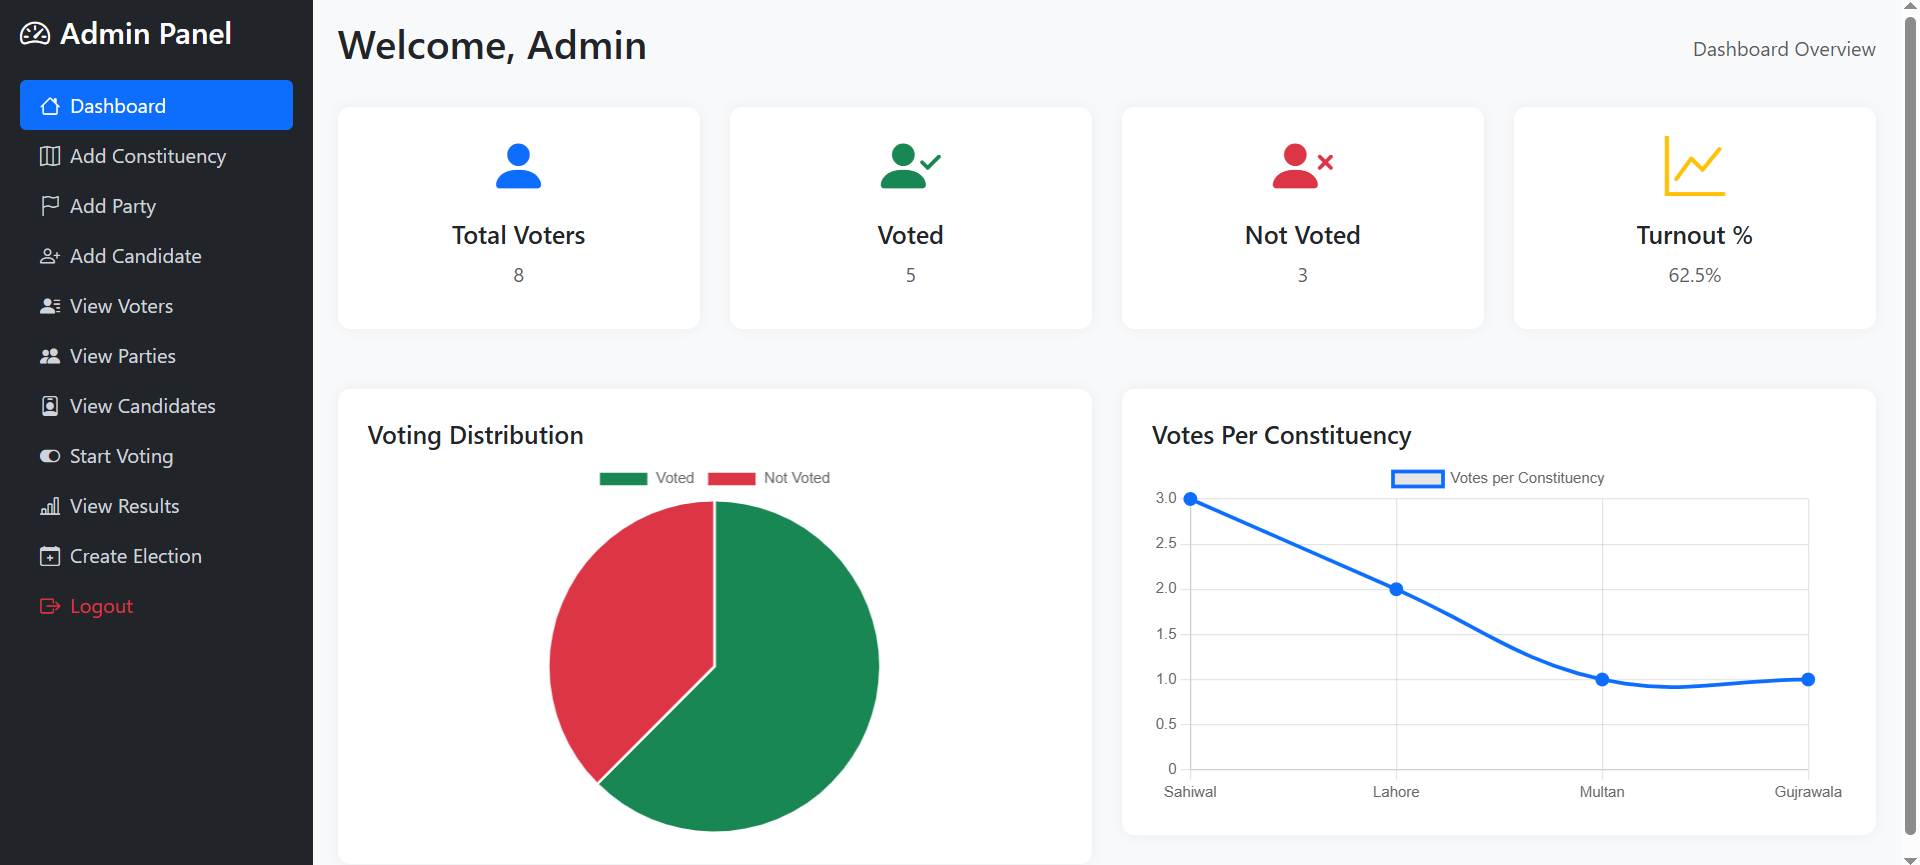 Admin Panel
Dashboard
Add Constituency
Add Party
Add Candidate
View Voters
View Parties
View Candidates
Start Voting
View Results
Create Election
Logout
Welcome, Admin
Dashboard Overview
Total Voters
8
Voted
5
Not Voted
3
Turnout %
62.5%
Voting Distribution
Voted
Not Voted
Votes Per Constituency
Votes per Constituency
3.0
2.5
2.0
1.5
1.0
0.5
0
Sahiwal
Lahore
Multan
Gujrawala